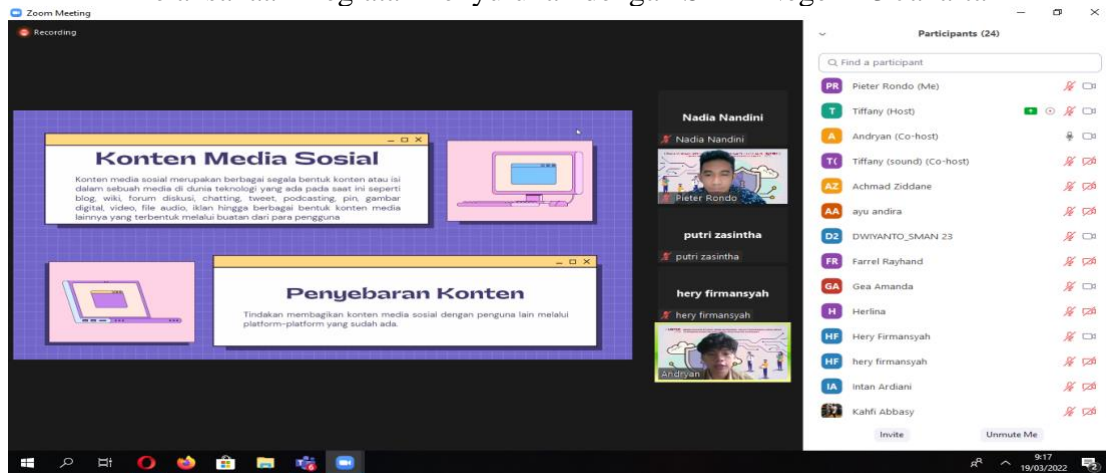 Zoom Meeting
Recording
Konten Media Sosial
Konten media sosial merupakan berbagai segala bentuk konten atau isi
dalam sebuah media di dunia teknologi yang ada pada saat ini seperti
blog, wiki, forum diskusi, chatting, tweet, podcasting, pin, gambar
digital, video, file audio, iklan hingga berbagai bentuk konten media
lainnya yang terbentuk melalui buatan dari para pengguna
Penyebaran Konten
Tindakan membagikan konten media sosial dengan penguna lain melalui
platform-platform yang sudah ada.
Nadia Nandini
Nadia Nandini
Pieter Rondo
putri zasintha
putri zasintha
hery firmansyah
hery firmansyah
Andryan
Participants (24)
Find a participant
PR Pieter Rondo (Me)
T Tiffany (Host)
A Andryan (Co-host)
T( Tiffany (sound) (Co-host)
AZ Achmad Ziddane
AA ayu andira
D2 DWIYANTO_SMAN 23
FR Farrel Rayhand
GA Gea Amanda
H Herlina
HF Hery Firmansyah
HF hery firmansyah
IA Intan Ardiani
Kahfi Abbasy
Invite Unmute Me
9:17
19/03/2022